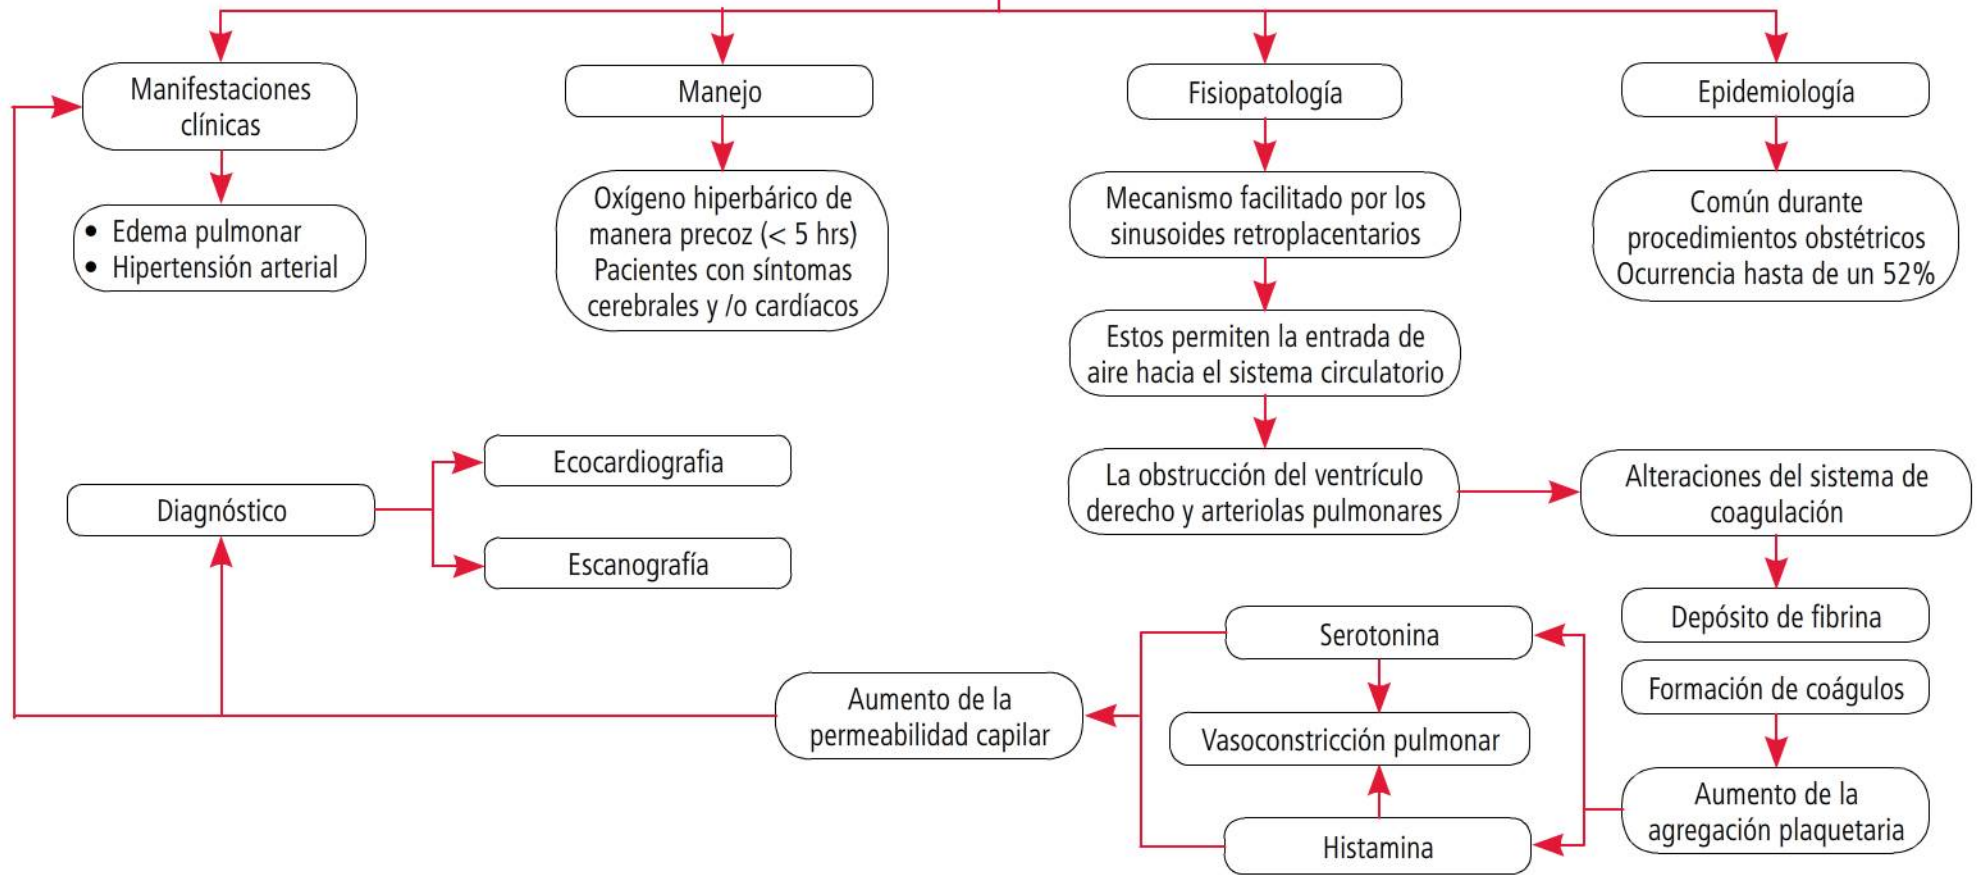 Manifestaciones
clínicas
Manejo
Fisiopatología
Epidemiología
• Edema pulmonar
• Hipertensión arterial
Oxígeno hiperbárico de
manera precoz (< 5 hrs)
Pacientes con síntomas
cerebrales y /o cardíacos
Mecanismo facilitado por los
sinusoides retroplacentarios
Común durante
procedimientos obstétricos
Ocurrencia hasta de un 52%
Estos permiten la entrada de
aire hacia el sistema circulatorio
Diagnóstico
Ecocardiografia
Escanografía
La obstrucción del ventrículo
derecho y arteriolas pulmonares
Alteraciones del sistema de
coagulación
Depósito de fibrina
Formación de coágulos
Aumento de la
agregación plaquetaria
Serotonina
Vasoconstricción pulmonar
Histamina
Aumento de la
permeabilidad capilar